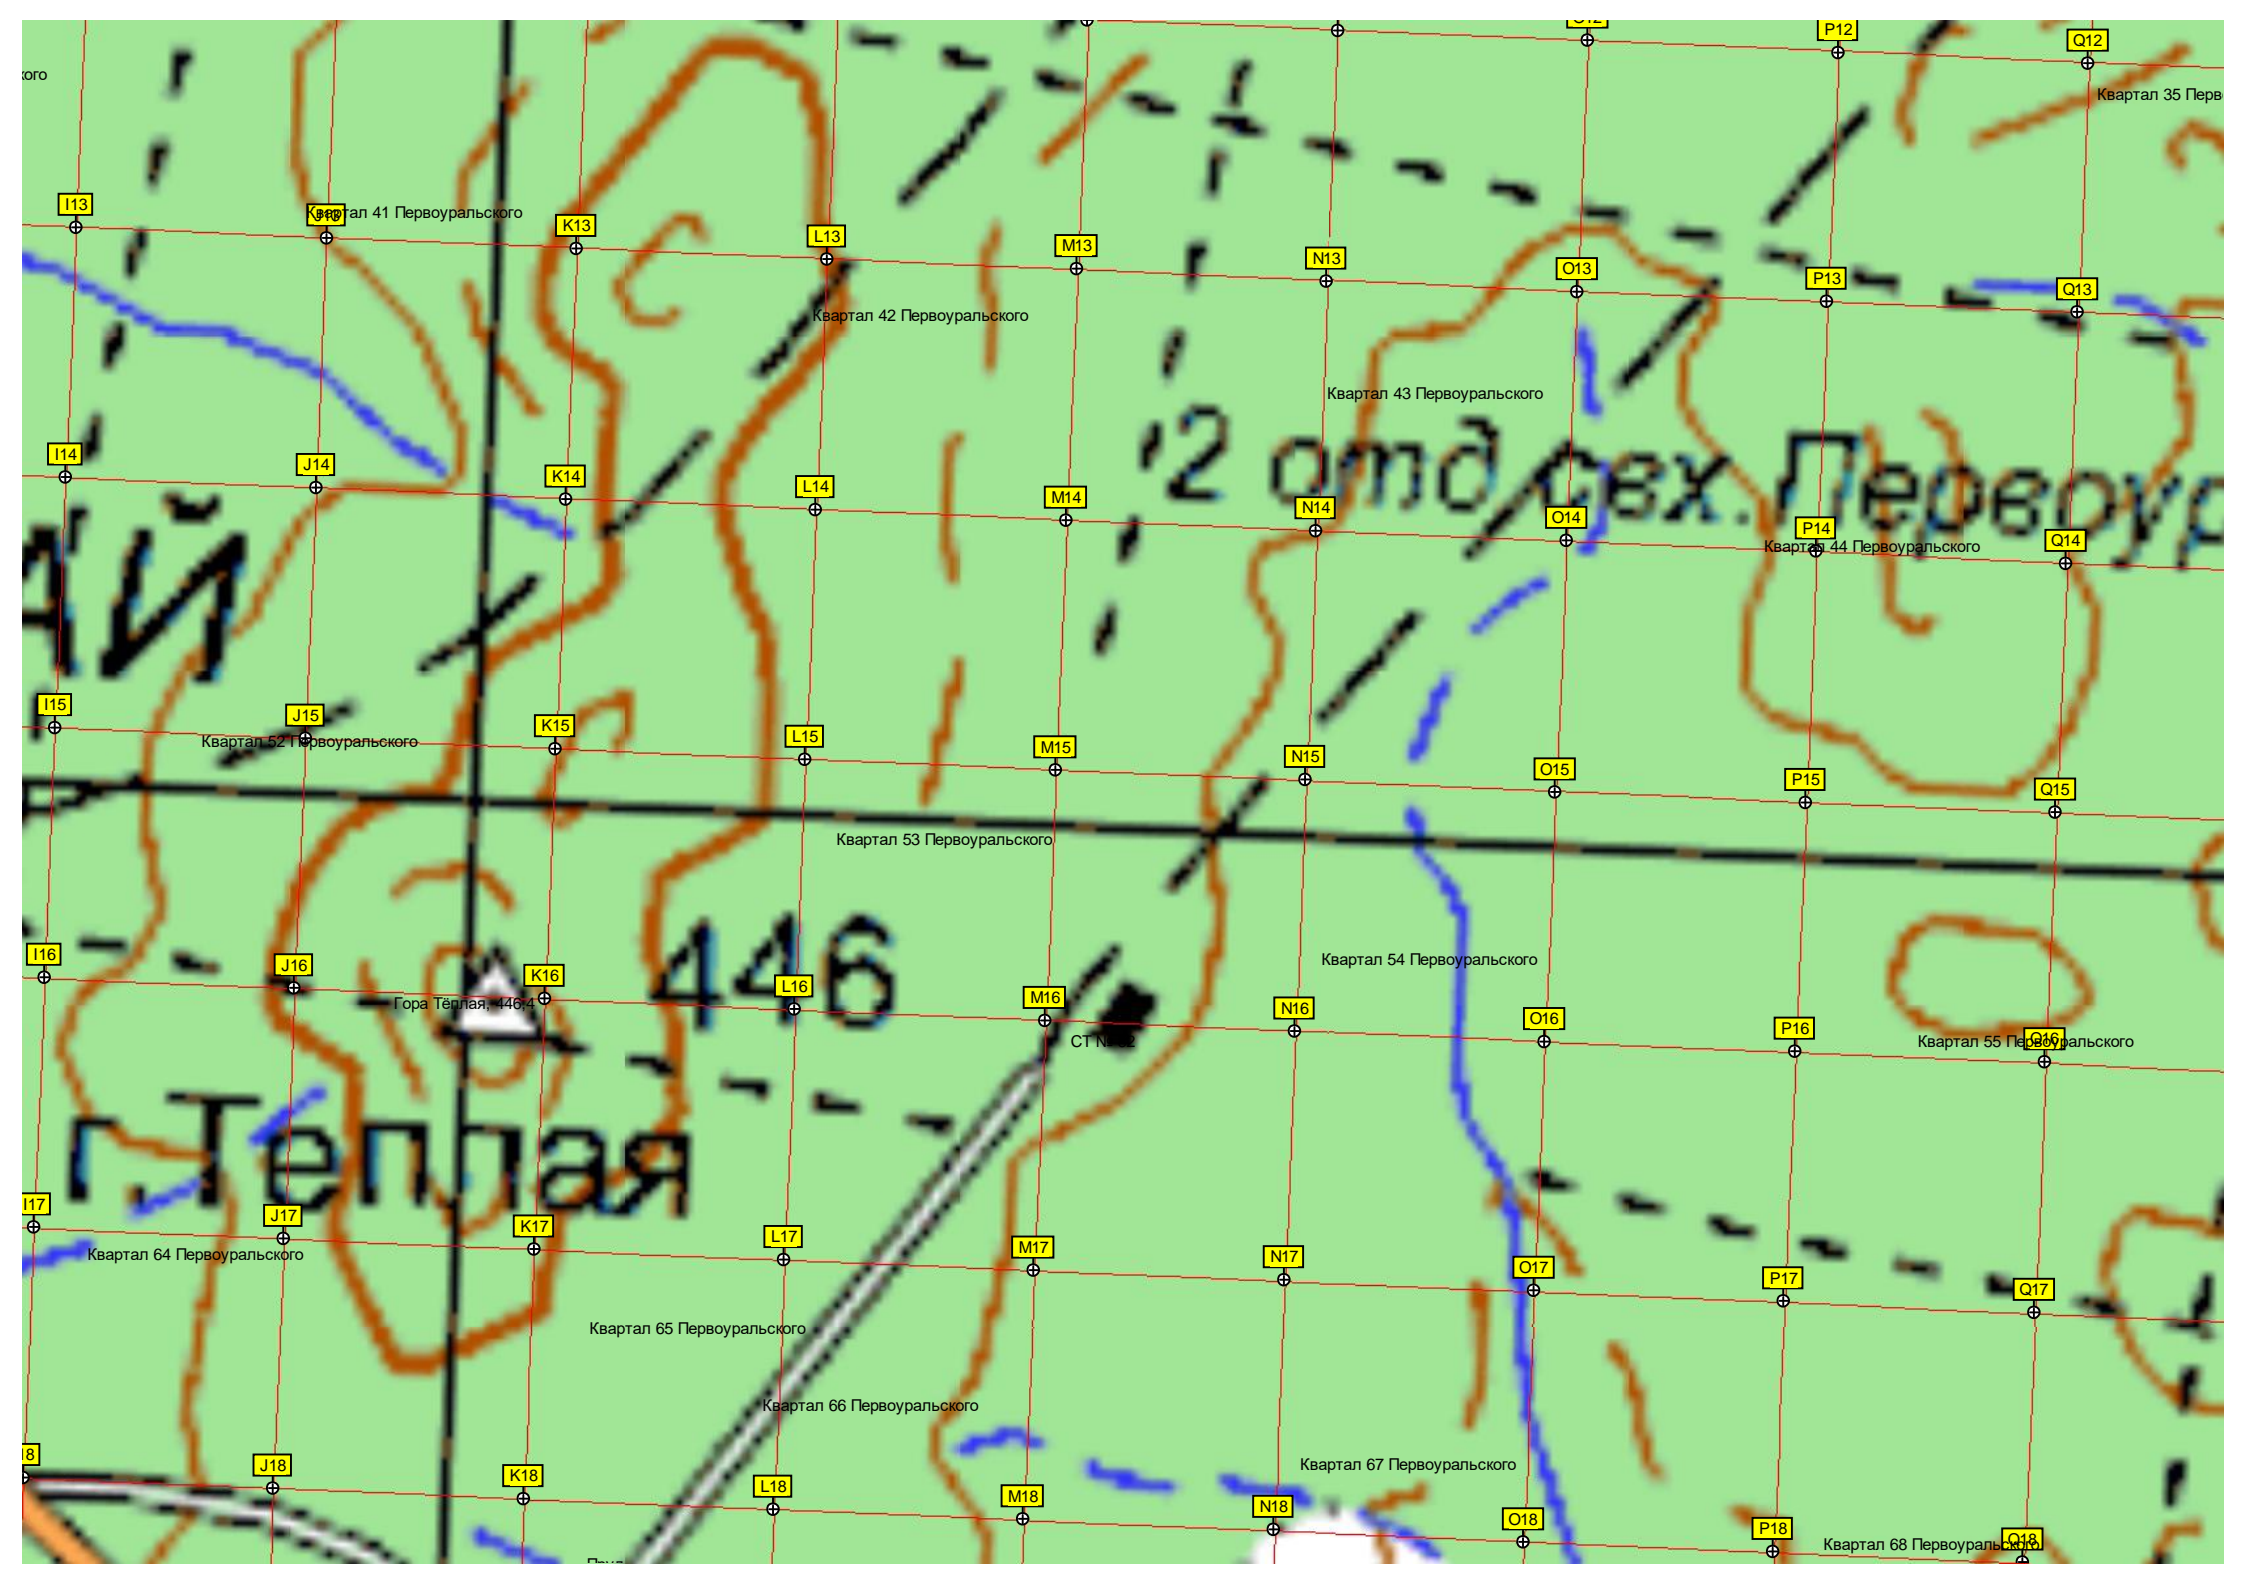 P12
Q12
кого
Квартал 35 Перв
I13
Квартал 41 Первоуральского
K13
L13
M13
N13
O13
P13
Q13
Квартал 42 Первоуральского
Квартал 43 Первоуральского
2 отд.свх.Первоур
I14
J14
K14
L14
M14
N14
O14
P14
Q14
Квартал 44 Первоуральского
АЙ
I15
J15
K15
L15
M15
N15
O15
P15
Q15
Квартал 52 Первоуральского
Квартал 53 Первоуральского
446
Квартал 54 Первоуральского
I16
J16
K16
L16
M16
N16
O16
P16
Q16
Гора Тёплая, 446,4
Квартал 55 Первоуральского
г.Теплая
I17
J17
K17
L17
M17
N17
O17
P17
Q17
Квартал 64 Первоуральского
Квартал 65 Первоуральского
Квартал 66 Первоуральского
Квартал 67 Первоуральского
18
J18
K18
L18
M18
N18
O18
P18
Q18
Квартал 68 Первоуральского